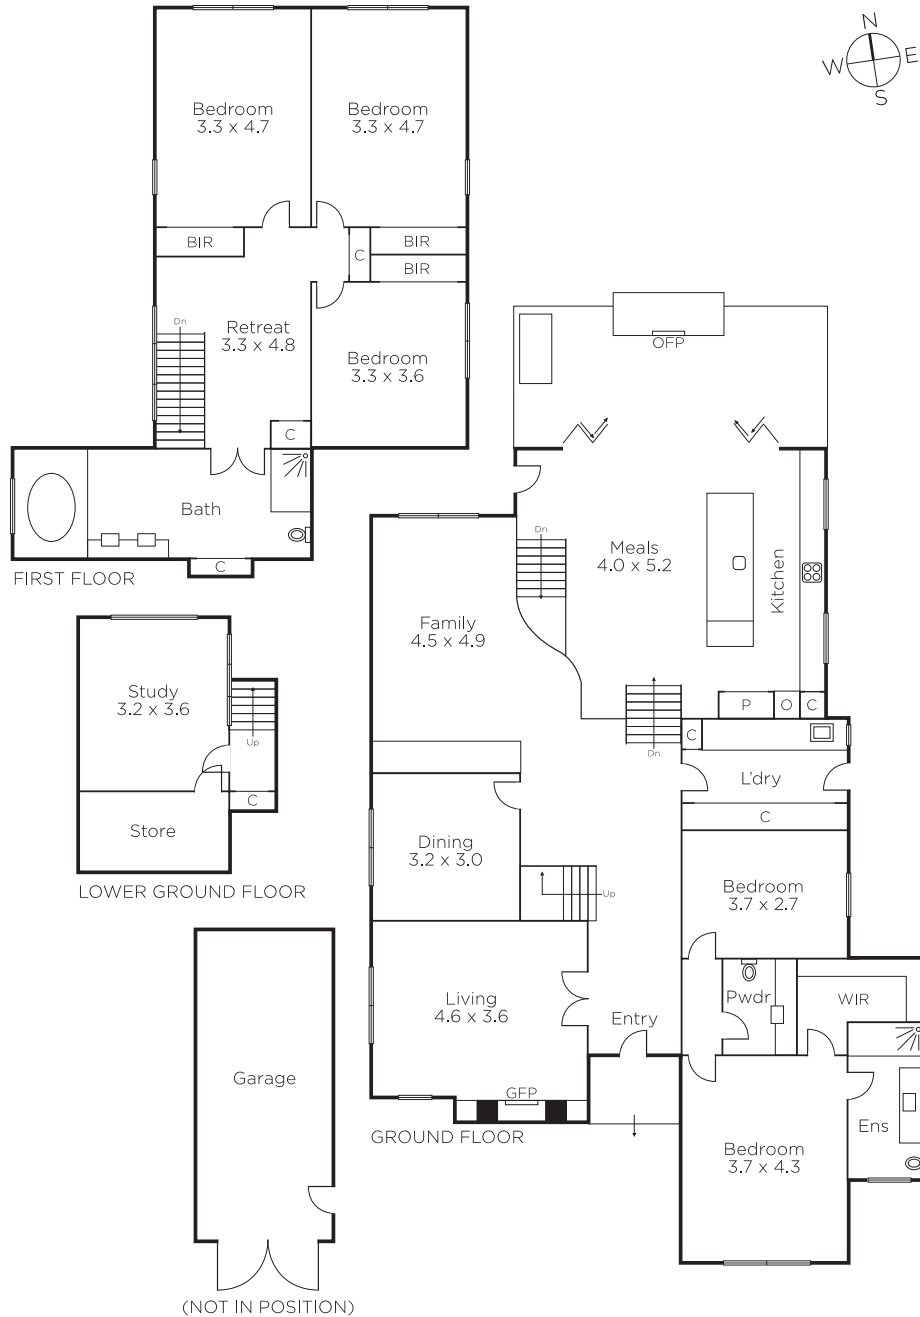 N
W E
S
Bedroom
3.3 x 4.7
Bedroom
3.3 x 4.7
BIR
C
BIR
BIR
Dn
Retreat
3.3 x 4.8
Bedroom
3.3 x 3.6
C
Bath
C
FIRST FLOOR
Study
3.2 x 3.6
Up
C
Store
LOWER GROUND FLOOR
Garage
(NOT IN POSITION)
OFP
Dn
Meals
4.0 x 5.2
Kitchen
Family
4.5 x 4.9
P
O
C
Dn
C
L'dry
C
Dining
3.2 x 3.0
Up
Bedroom
3.7 x 2.7
Living
4.6 x 3.6
Entry
Pwdr
WIR
GFP
GROUND FLOOR
Bedroom
3.7 x 4.3
Ens